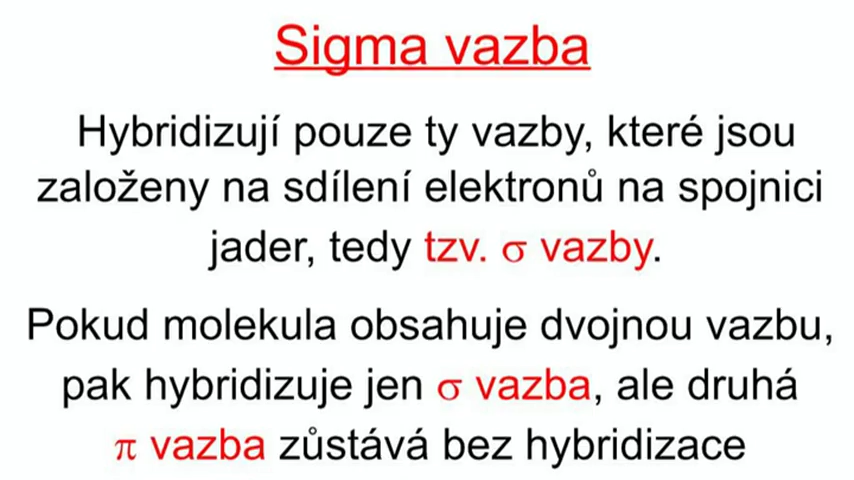 Sigma vazba
Hybridizují pouze ty vazby, které jsou
založeny na sdílení elektronů na spojnici
jader, tedy tzv. σ vazby.
Pokud molekula obsahuje dvojnou vazbu,
pak hybridizuje jen σ vazba, ale druhá
π vazba zůstává bez hybridizace